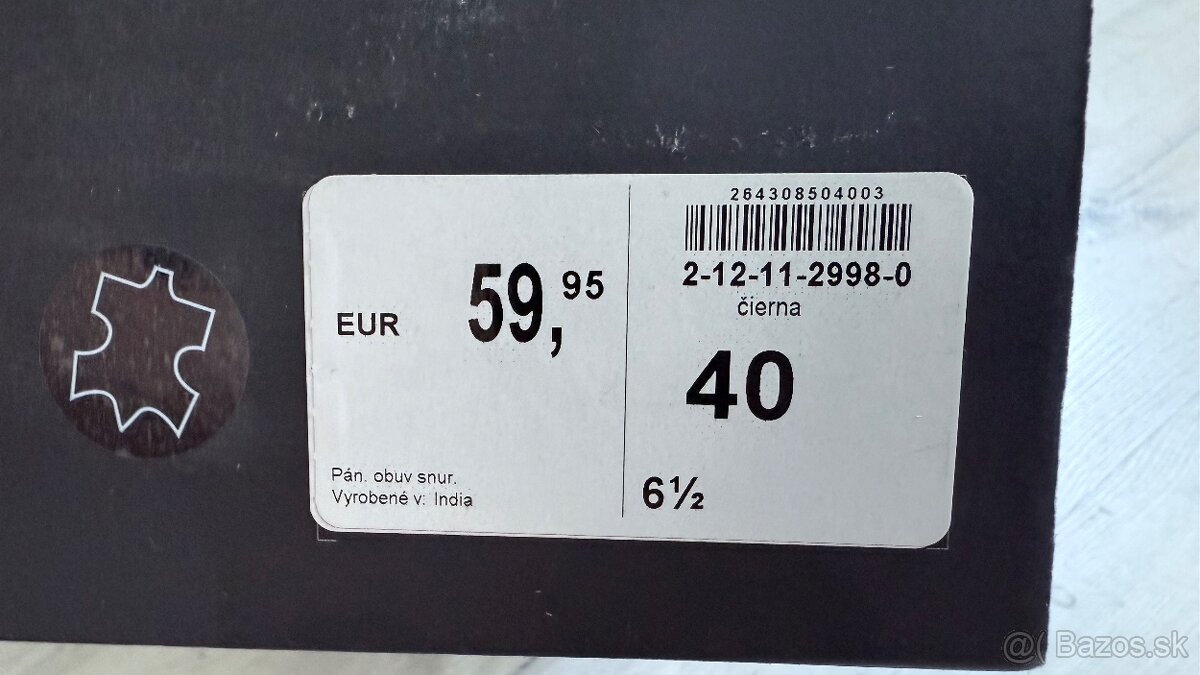 EUR 59,95
Pán. obuv snur.
Vyrobené v: India
264308504003
2-12-11-2998-0
čierna
40
6½
@( Bazos.sk